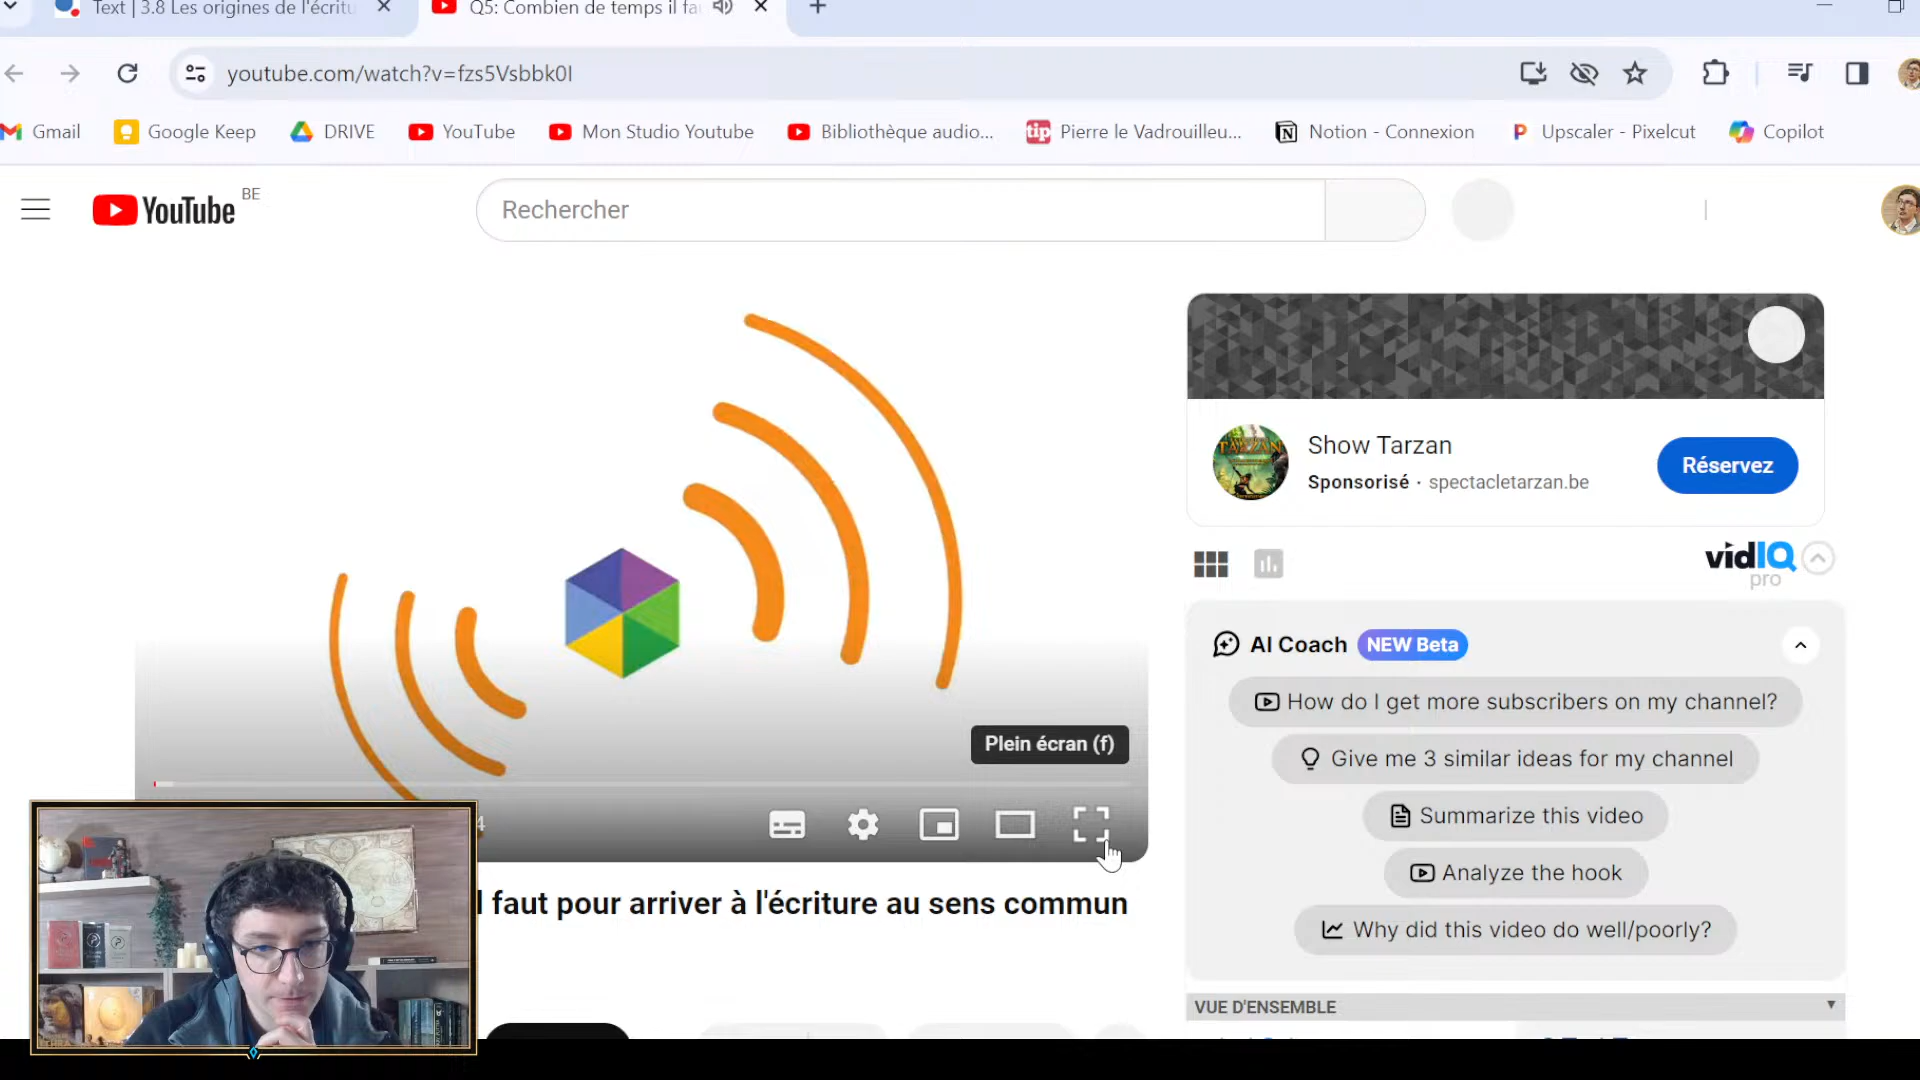 Text | 3.8 Les origines de l'écritu
Q5: Combien de temps il fau
youtube.com/watch?v=fzs5Vsbbk0I
Gmail
Google Keep
DRIVE
YouTube
Mon Studio Youtube
Bibliothèque audio...
tip
Pierre le Vadrouilleu...
Notion - Connexion
Upscaler - Pixelcut
Copilot
YouTube BE
Rechercher
TARZAN
Show Tarzan
Sponsorisé · spectacletarzan.be
Réservez
vidIQ
pro
AI Coach NEW Beta
How do I get more subscribers on my channel?
Give me 3 similar ideas for my channel
Summarize this video
Analyze the hook
Why did this video do well/poorly?
VUE D'ENSEMBLE
Plein écran (f)
4
l faut pour arriver à l'écriture au sens commun